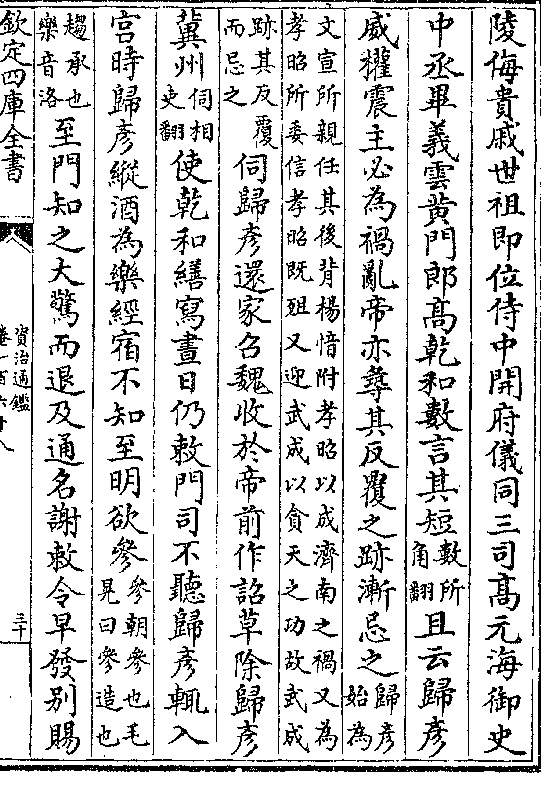 陵侮貴戚世祖即位侍中開府儀同三司髙元海御史
中丞畢義雲黄門郎髙乾和數言其短數所角翻且云歸彦
威權震主必為禍亂帝亦尋其反覆之跡漸忌之歸彦始為
文宣所親任其後背楊愔附孝昭以成濟南之禍又為
孝昭所委信孝昭既殂又迎武成以貪天之功故武成
跡其反覆而忌之伺歸彦還家召魏收於帝前作詔草除歸彦
冀州伺相吏翻使乾和繕寫晝日仍敕門司不聽歸彦輒入
宫時歸彦縱酒為樂經宿不知至明欲參參朝參也毛晃曰參造也
趨承也樂音洛至門知之大驚而退及通名謝敕令早發别賜
欽定四庫全書
資治通鑑
卷一百六十八
三十